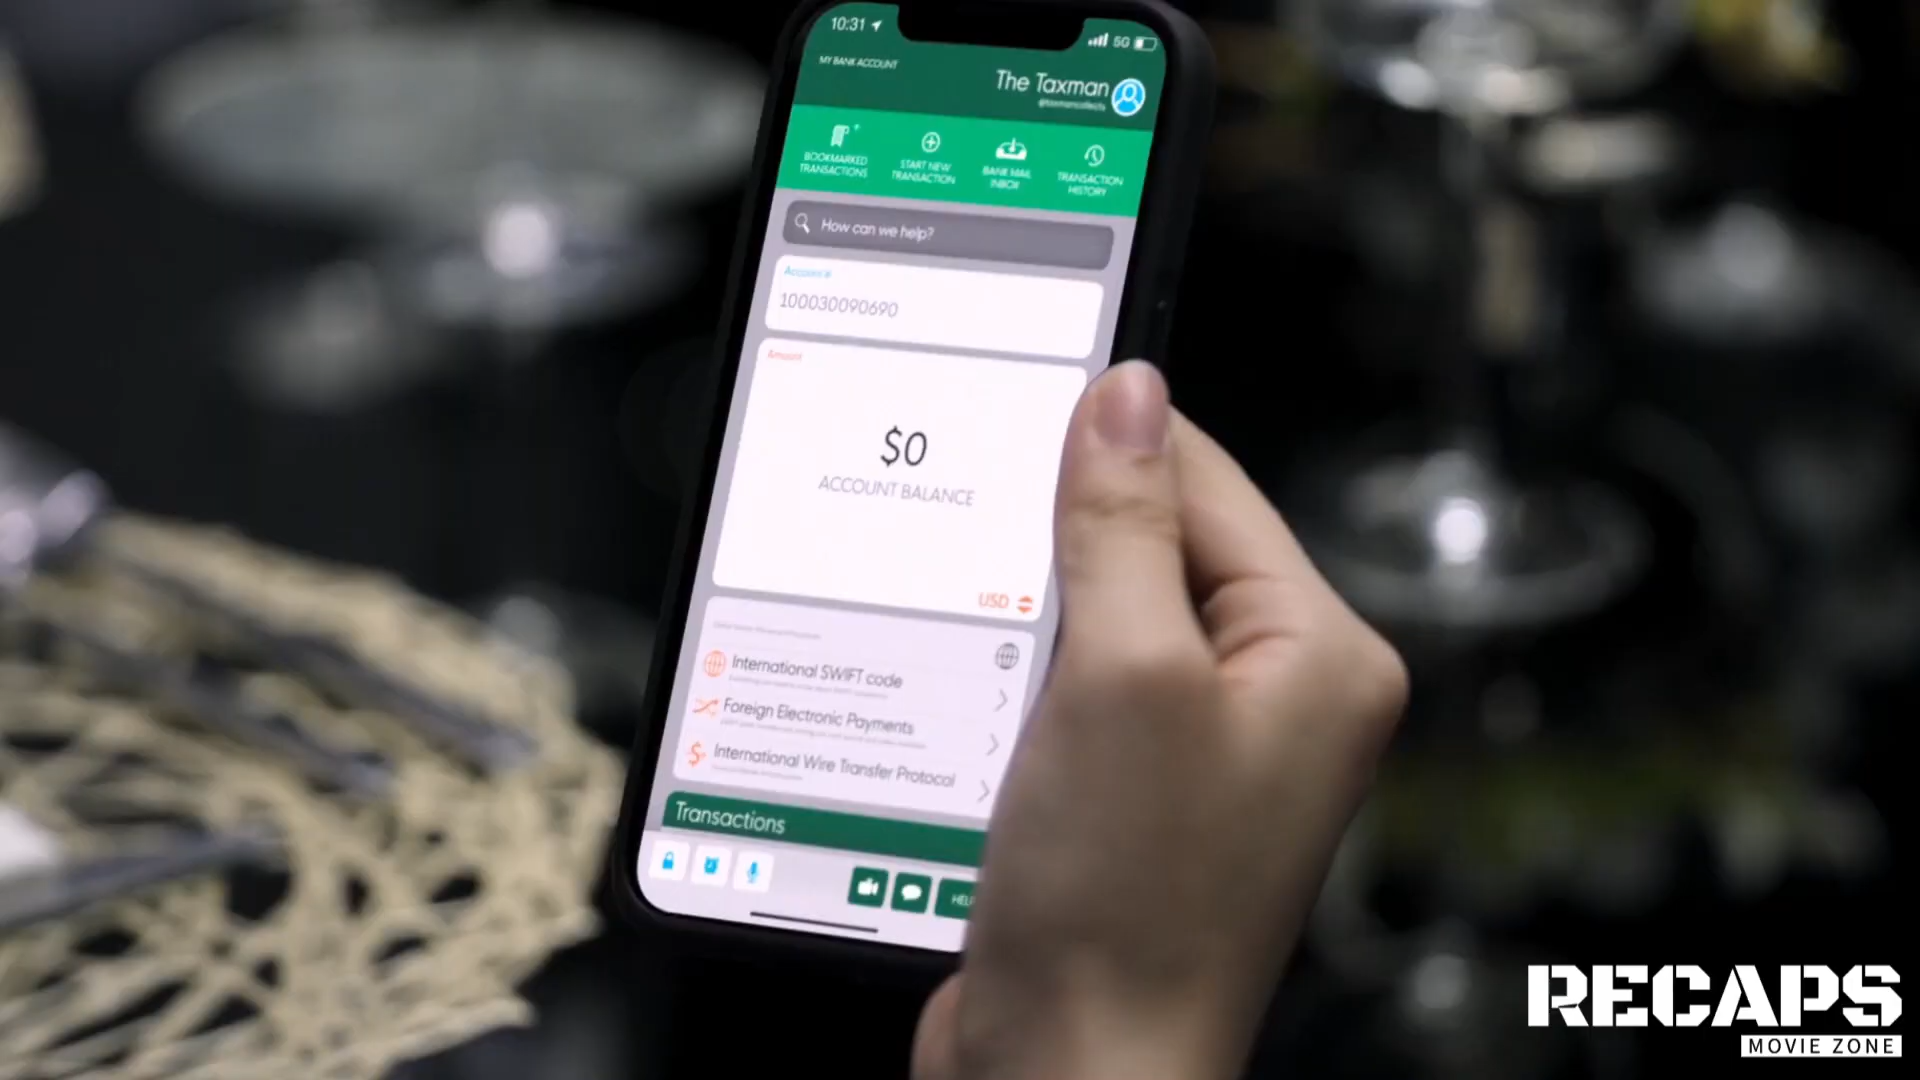 10:31
5G
MY BANK ACCOUNT
The Taxman
@taxmancollects
BOOKMARKED TRANSACTIONS
START NEW TRANSACTION
BANK MAIL INBOX
TRANSACTION HISTORY
How can we help?
Account #
100030090690
Amount
$0
ACCOUNT BALANCE
USD
International SWIFT code
Foreign Electronic Payments
International Wire Transfer Protocol
Transactions
RECAPS
MOVIE ZONE